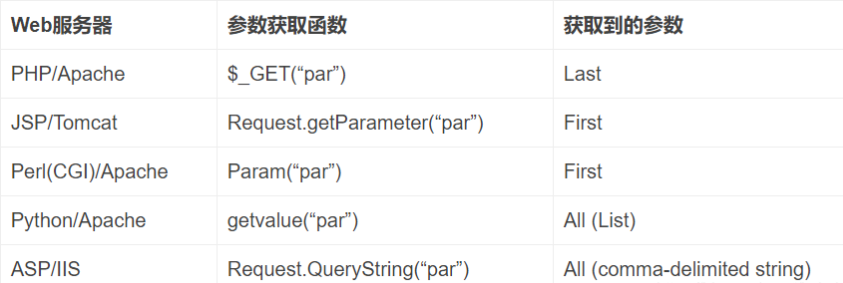 Web服务器 参数获取函数 获取到的参数
PHP/Apache $_GET(“par”) Last
JSP/Tomcat Request.getParameter(“par”) First
Perl(CGI)/Apache Param(“par”) First
Python/Apache getvalue(“par”) All (List)
ASP/IIS Request.QueryString(“par”) All (comma-delimited string)